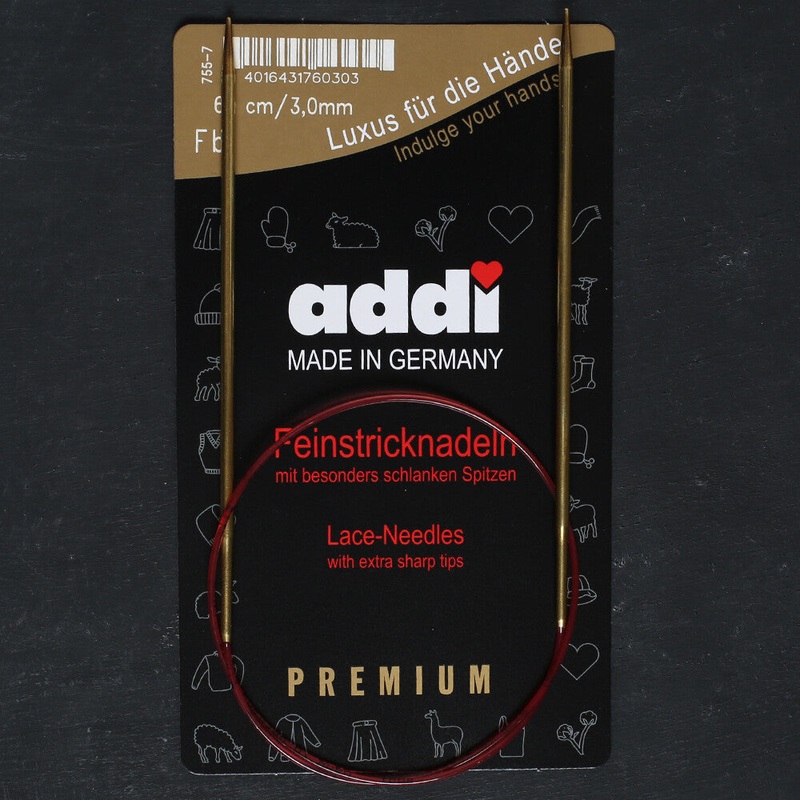 755-7
4016431760303
6 cm/3,0mm
F
Luxus für die Hände
Indulge your hands
addi
MADE IN GERMANY
Feinstricknadeln
mit besonders schlanken Spitzen
Lace-Needles
with extra sharp tips
PREMIUM